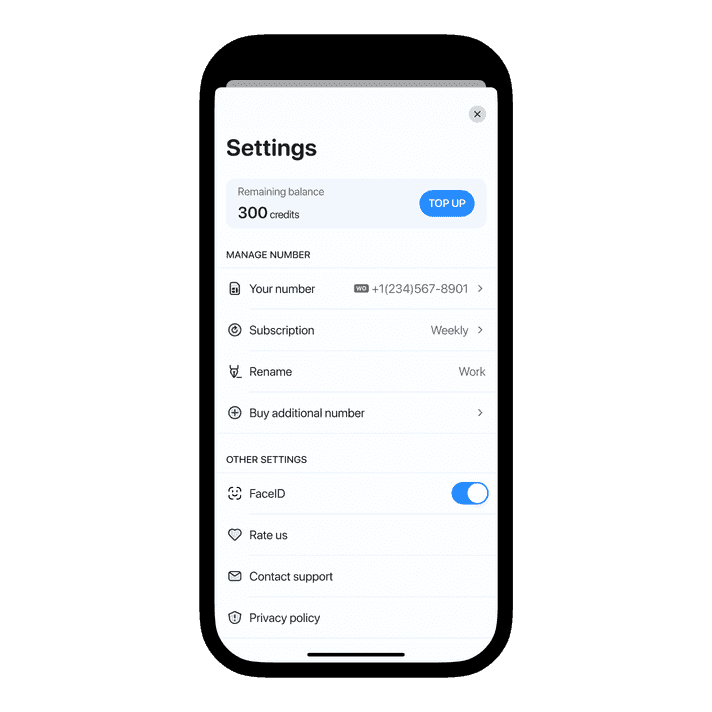 Settings
Remaining balance
300 credits
TOP UP
MANAGE NUMBER
Your number WO +1(234)567-8901
Subscription Weekly
Rename Work
Buy additional number
OTHER SETTINGS
FaceID
Rate us
Contact support
Privacy policy